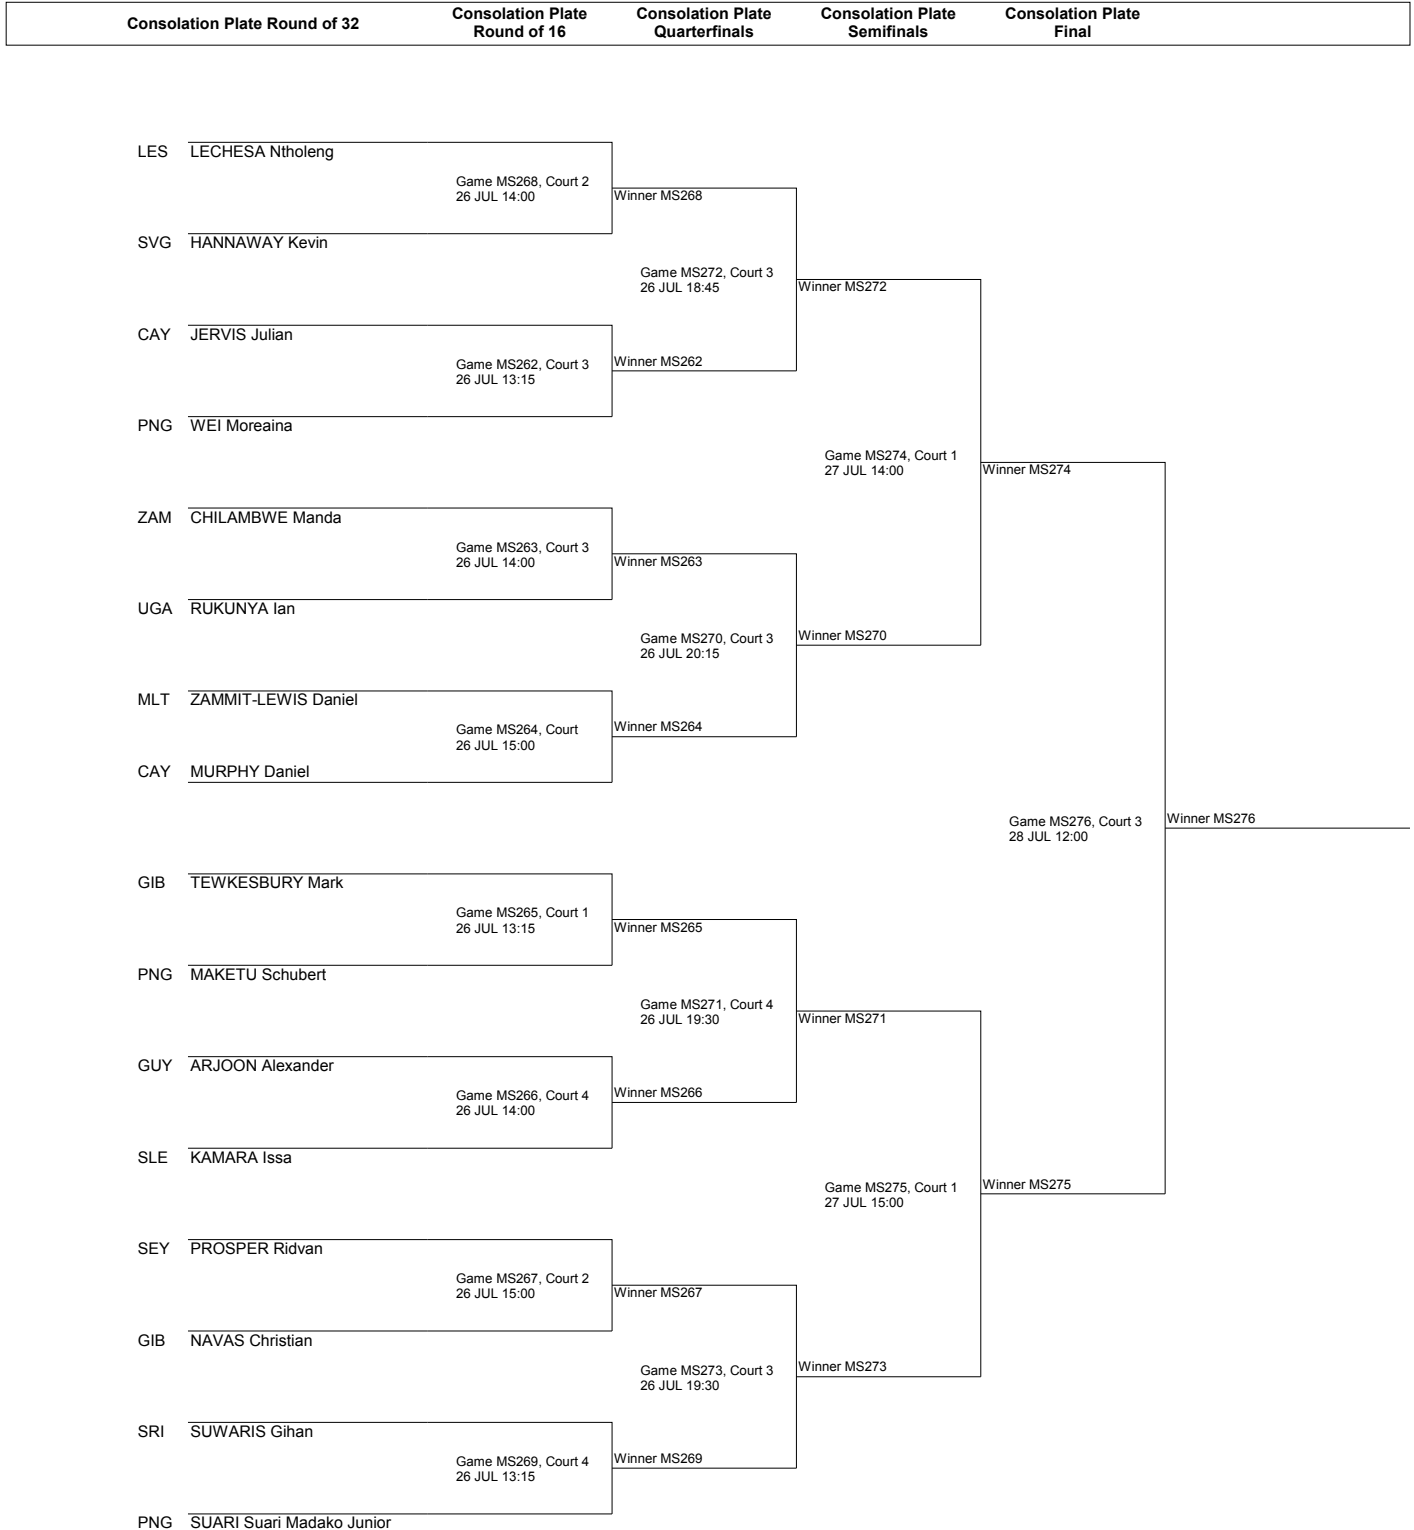 Consolation Plate Round of 32
Consolation Plate
Round of 16
Consolation Plate
Quarterfinals
Consolation Plate
Semifinals
Consolation Plate
Final
LES LECHESA Ntholeng
Game MS268, Court 2
26 JUL 14:00
Winner MS268
SVG HANNAWAY Kevin
Game MS272, Court 3
26 JUL 18:45
Winner MS272
CAY JERVIS Julian
Game MS262, Court 3
26 JUL 13:15
Winner MS262
PNG WEI Moreaina
Game MS274, Court 1
27 JUL 14:00
Winner MS274
ZAM CHILAMBWE Manda
Game MS263, Court 3
26 JUL 14:00
Winner MS263
UGA RUKUNYA Ian
Game MS270, Court 3
26 JUL 20:15
Winner MS270
MLT ZAMMIT-LEWIS Daniel
Game MS264, Court
26 JUL 15:00
Winner MS264
CAY MURPHY Daniel
Game MS276, Court 3
28 JUL 12:00
Winner MS276
GIB TEWKESBURY Mark
Game MS265, Court 1
26 JUL 13:15
Winner MS265
PNG MAKETU Schubert
Game MS271, Court 4
26 JUL 19:30
Winner MS271
GUY ARJOON Alexander
Game MS266, Court 4
26 JUL 14:00
Winner MS266
SLE KAMARA Issa
Game MS275, Court 1
27 JUL 15:00
Winner MS275
SEY PROSPER Ridvan
Game MS267, Court 2
26 JUL 15:00
Winner MS267
GIB NAVAS Christian
Game MS273, Court 3
26 JUL 19:30
Winner MS273
SRI SUWARIS Gihan
Game MS269, Court 4
26 JUL 13:15
Winner MS269
PNG SUARI Suari Madako Junior